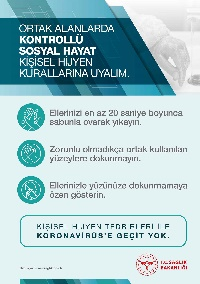 ORTAK ALANLARDA
KONTROLLÜ
SOSYAL HAYAT
KİŞİSEL HİJYEN
KURALLARINA UYALIM.
Ellerinizi en az 20 saniye boyunca
sabunla ovarak yıkayın.
Zorunlu olmadıkça ortak kullanılan
yüzeylere dokunmayın.
Ellerinizle yüzünüze dokunmamaya
özen gösterin.
KİŞİSEL HİJYEN TEDBİRLERİ İLE
KORONAVİRÜS'E GEÇİT YOK.
T.C. SAĞLIK
BAKANLIĞI